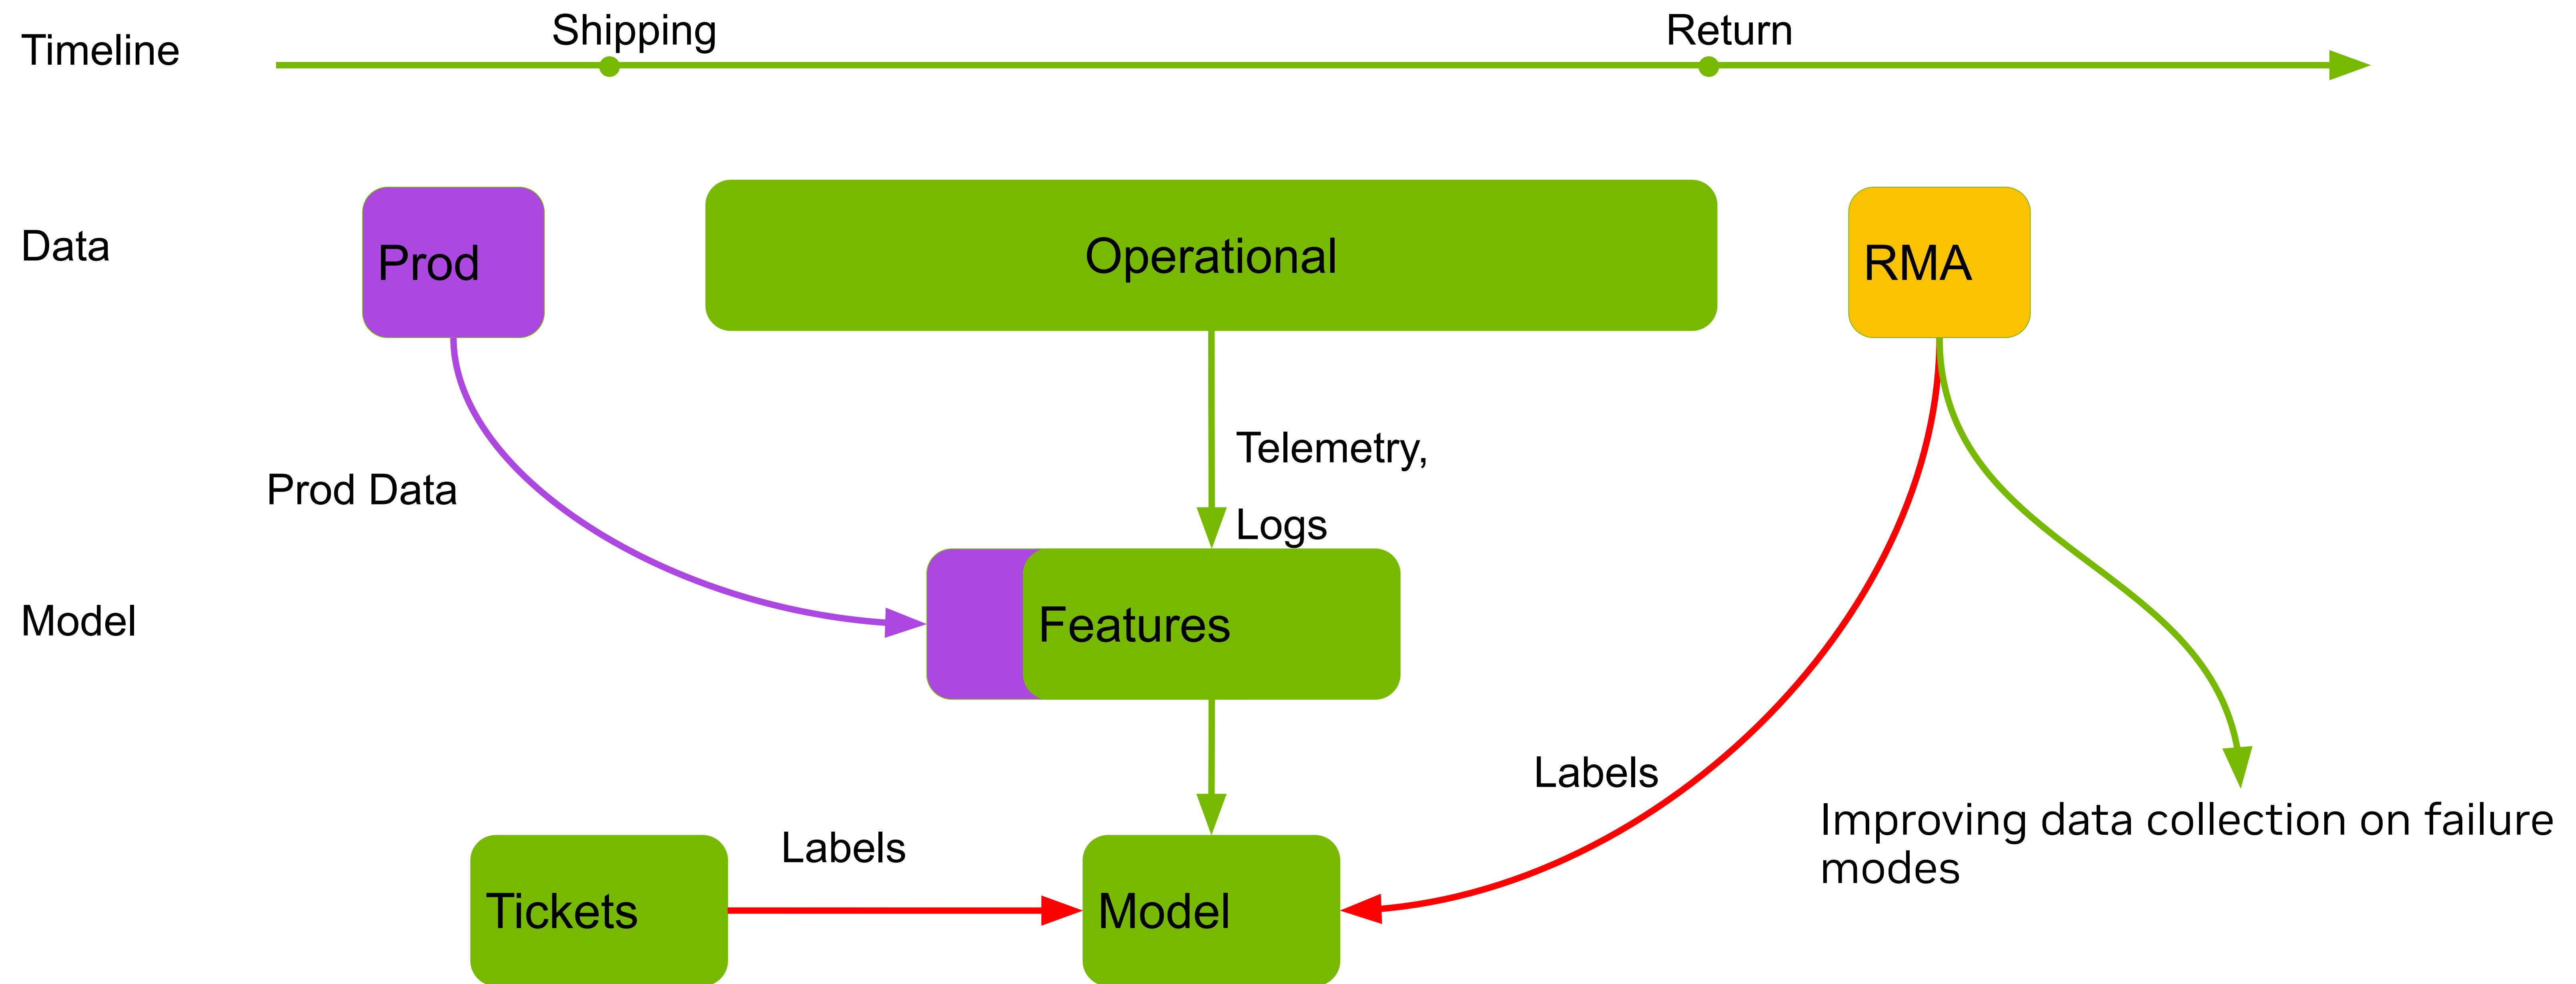 Timeline
Shipping
Return
Data
Prod
Operational
RMA
Telemetry,
Logs
Prod Data
Model
Features
Labels
Labels
Tickets
Model
Improving data collection on failure
modes